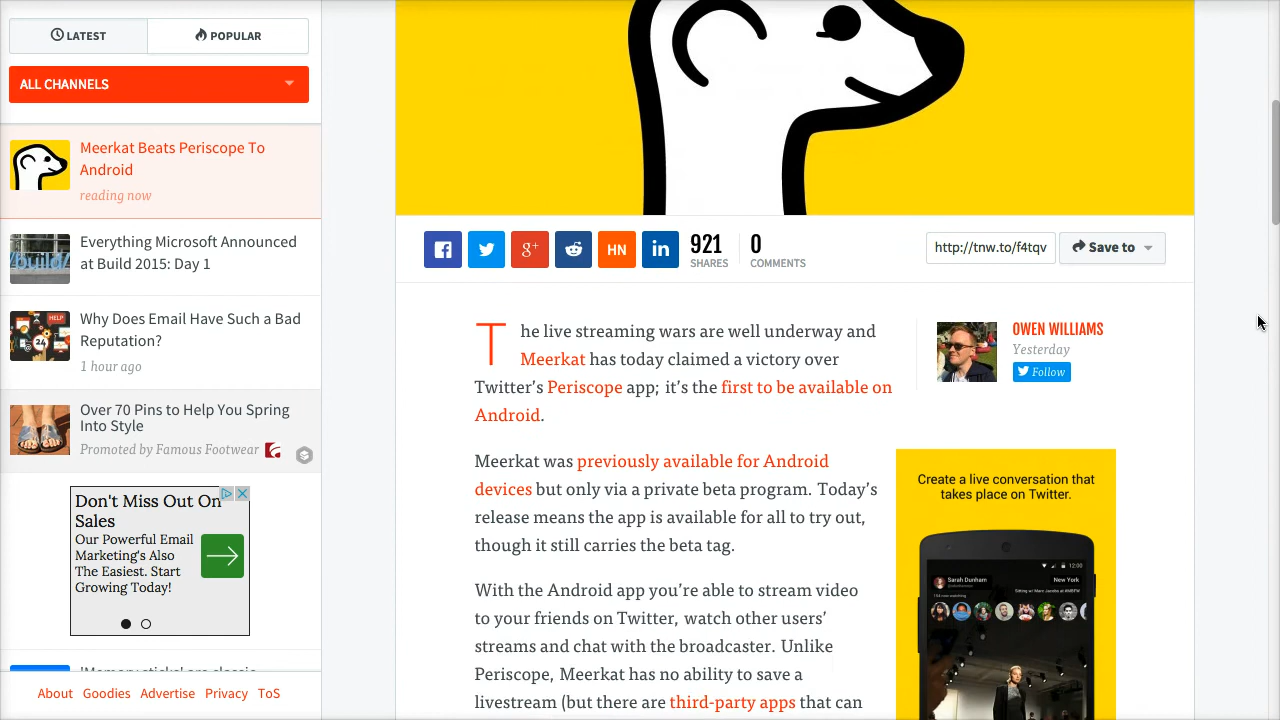 LATEST
POPULAR
ALL CHANNELS
Meerkat Beats Periscope To
Android
reading now
Everything Microsoft Announced
at Build 2015: Day 1
Why Does Email Have Such a Bad
Reputation?
1 hour ago
Over 70 Pins to Help You Spring
Into Style
Promoted by Famous Footwear
Don't Miss Out On
Sales
Our Powerful Email
Marketing's Also
The Easiest. Start
Growing Today!
About Goodies Advertise Privacy ToS
g+
HN
in
921
SHARES
0
COMMENTS
http://tnw.to/f4tqv
Save to
The live streaming wars are well underway and
Meerkat has today claimed a victory over
Twitter's Periscope app; it's the first to be available on
Android.
OWEN WILLIAMS
Yesterday
Follow
Meerkat was previously available for Android
devices but only via a private beta program. Today's
release means the app is available for all to try out,
though it still carries the beta tag.
With the Android app you're able to stream video
to your friends on Twitter, watch other users'
streams and chat with the broadcaster. Unlike
Periscope, Meerkat has no ability to save a
livestream (but there are third-party apps that can
Create a live conversation that
takes place on Twitter.
12:00
Sarah Dunham
New York
HELP
24